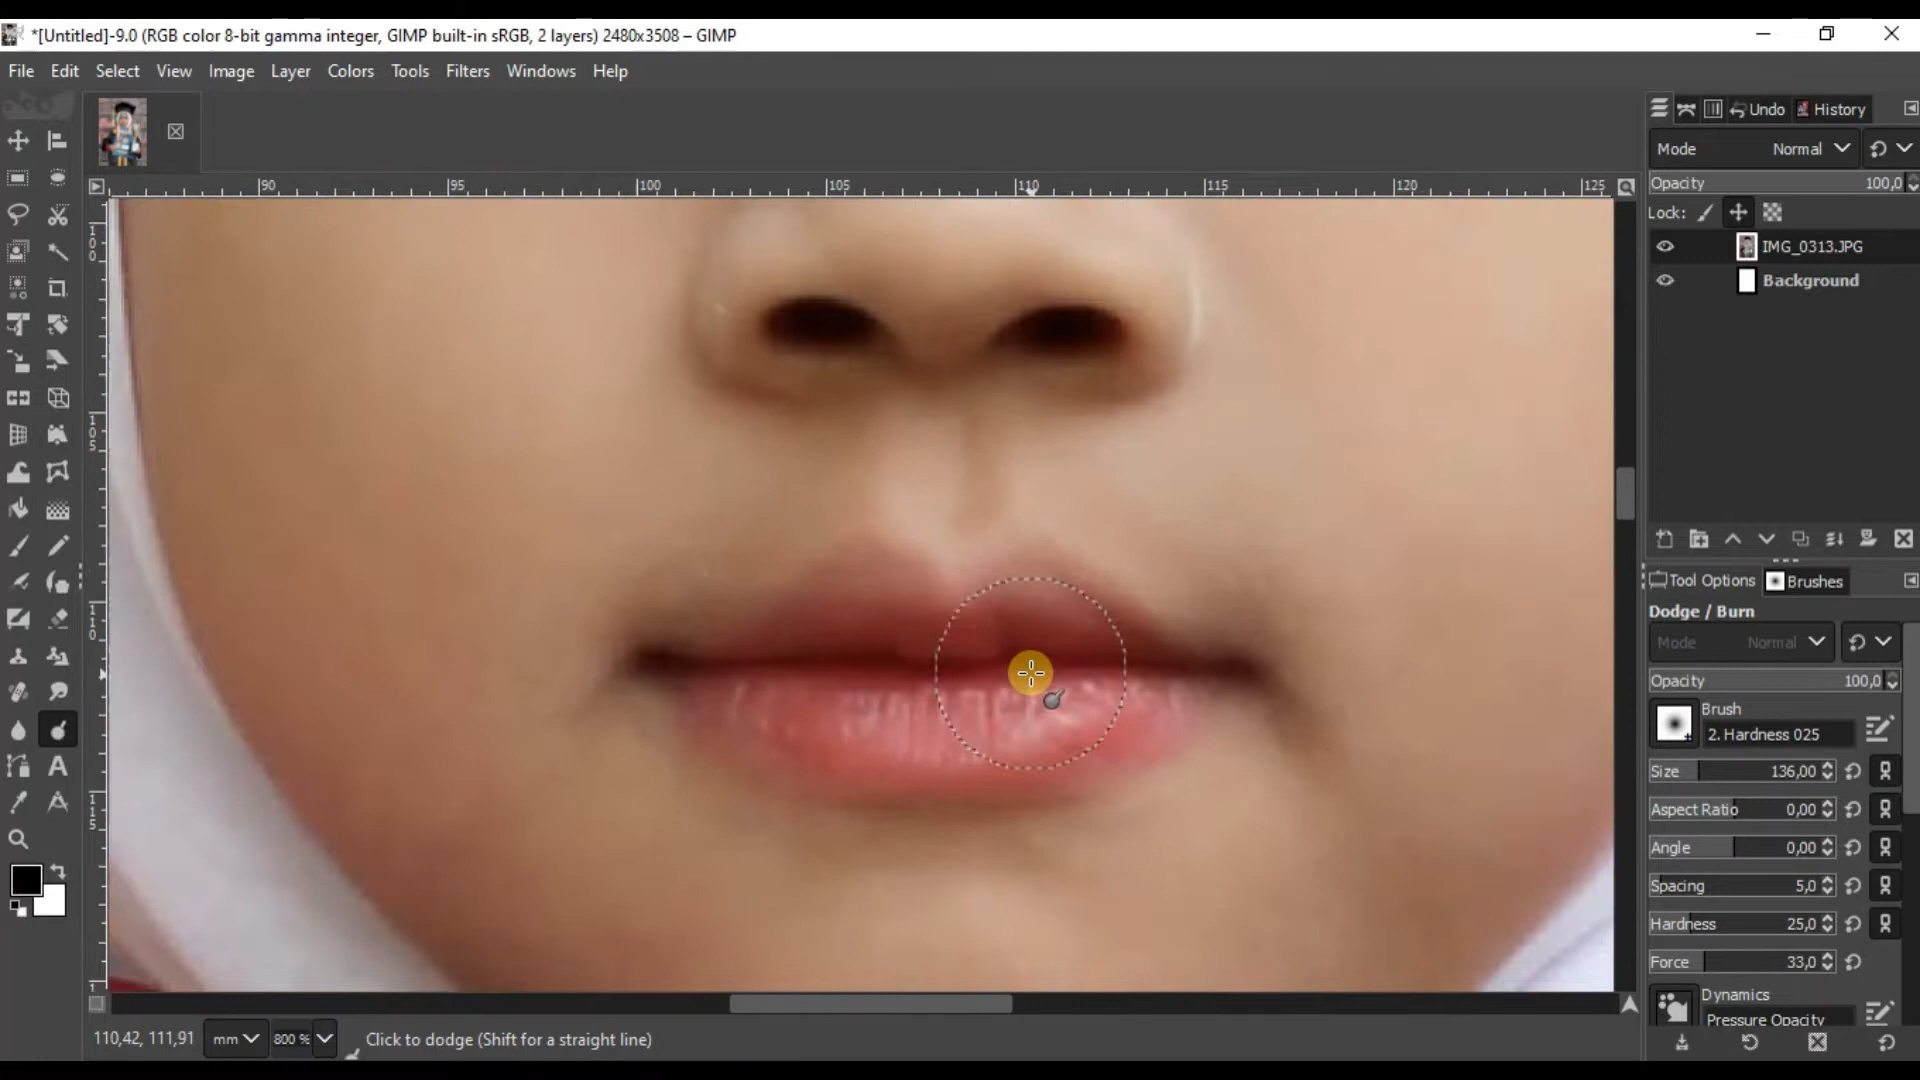 *[Untitled]-9.0 (RGB color 8-bit gamma integer, GIMP built-in sRGB, 2 layers) 2480x3508 – GIMP
File Edit Select View Image Layer Colors Tools Filters Windows Help
Undo History
Mode Normal
90 95 100 105 110 115 120 125
Opacity 100,0
Lock:
IMG_0313.JPG
Background
100
105
110
115
1
Tool Options Brushes
Dodge / Burn
Mode Normal
Opacity 100,0
Brush
2. Hardness 025
Size 136,00
Aspect Ratio 0,00
Angle 0,00
Spacing 5,0
Hardness 25,0
Force 33,0
Dynamics
Pressure Opacity
110,42, 111,91 mm 800 % Click to dodge (Shift for a straight line)